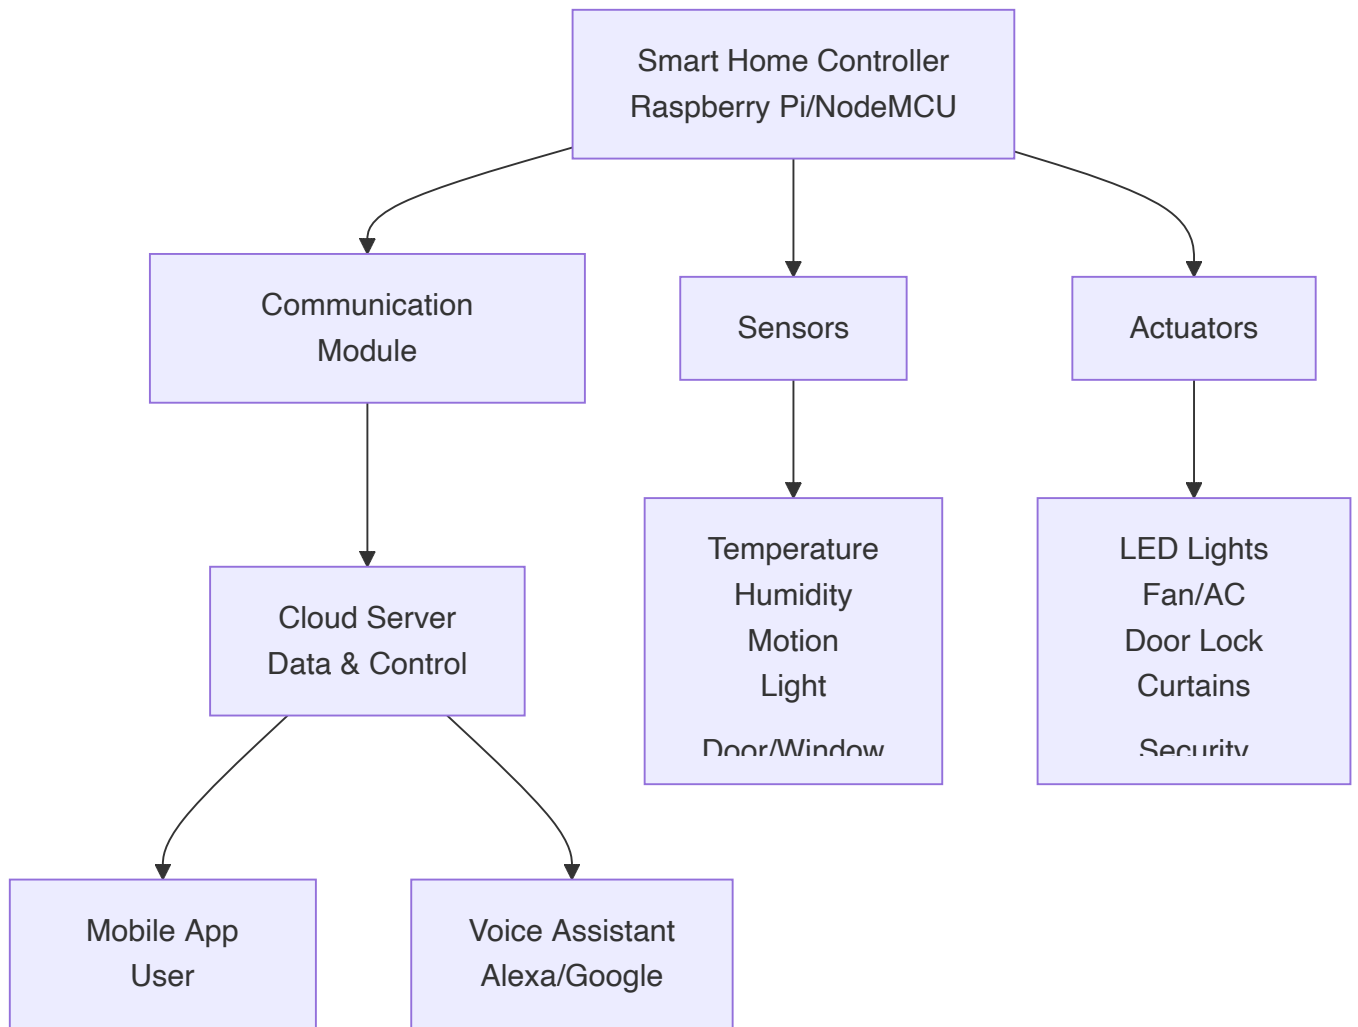 Smart Home Controller
Raspberry Pi/NodeMCU
Communication
Module
Sensors
Actuators
Cloud Server
Data & Control
Temperature
Humidity
Motion
Light
Door/Window
LED Lights
Fan/AC
Door Lock
Curtains
Security
Mobile App
User
Voice Assistant
Alexa/Google